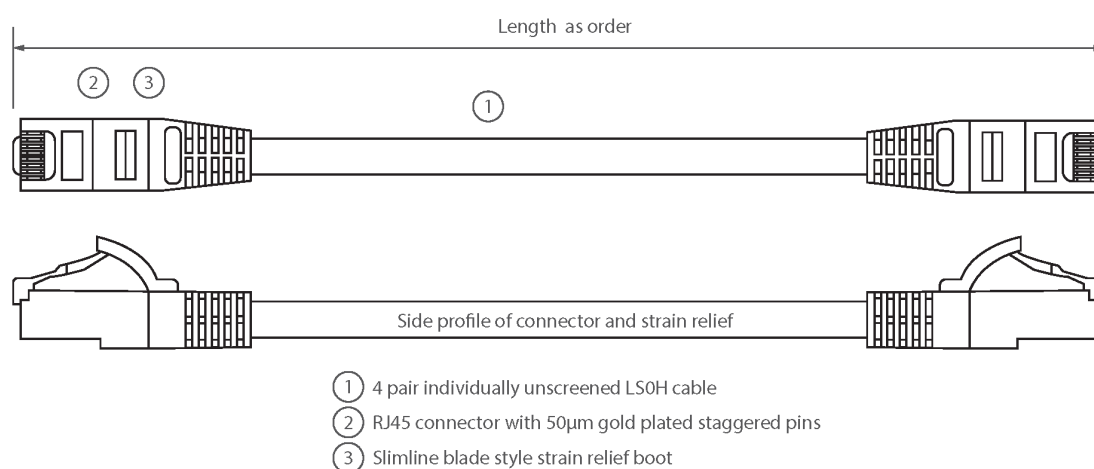 Length as order
2 3
1
Side profile of connector and strain relief
1 4 pair individually unscreened LS0H cable
2 RJ45 connector with 50µm gold plated staggered pins
3 Slimline blade style strain relief boot